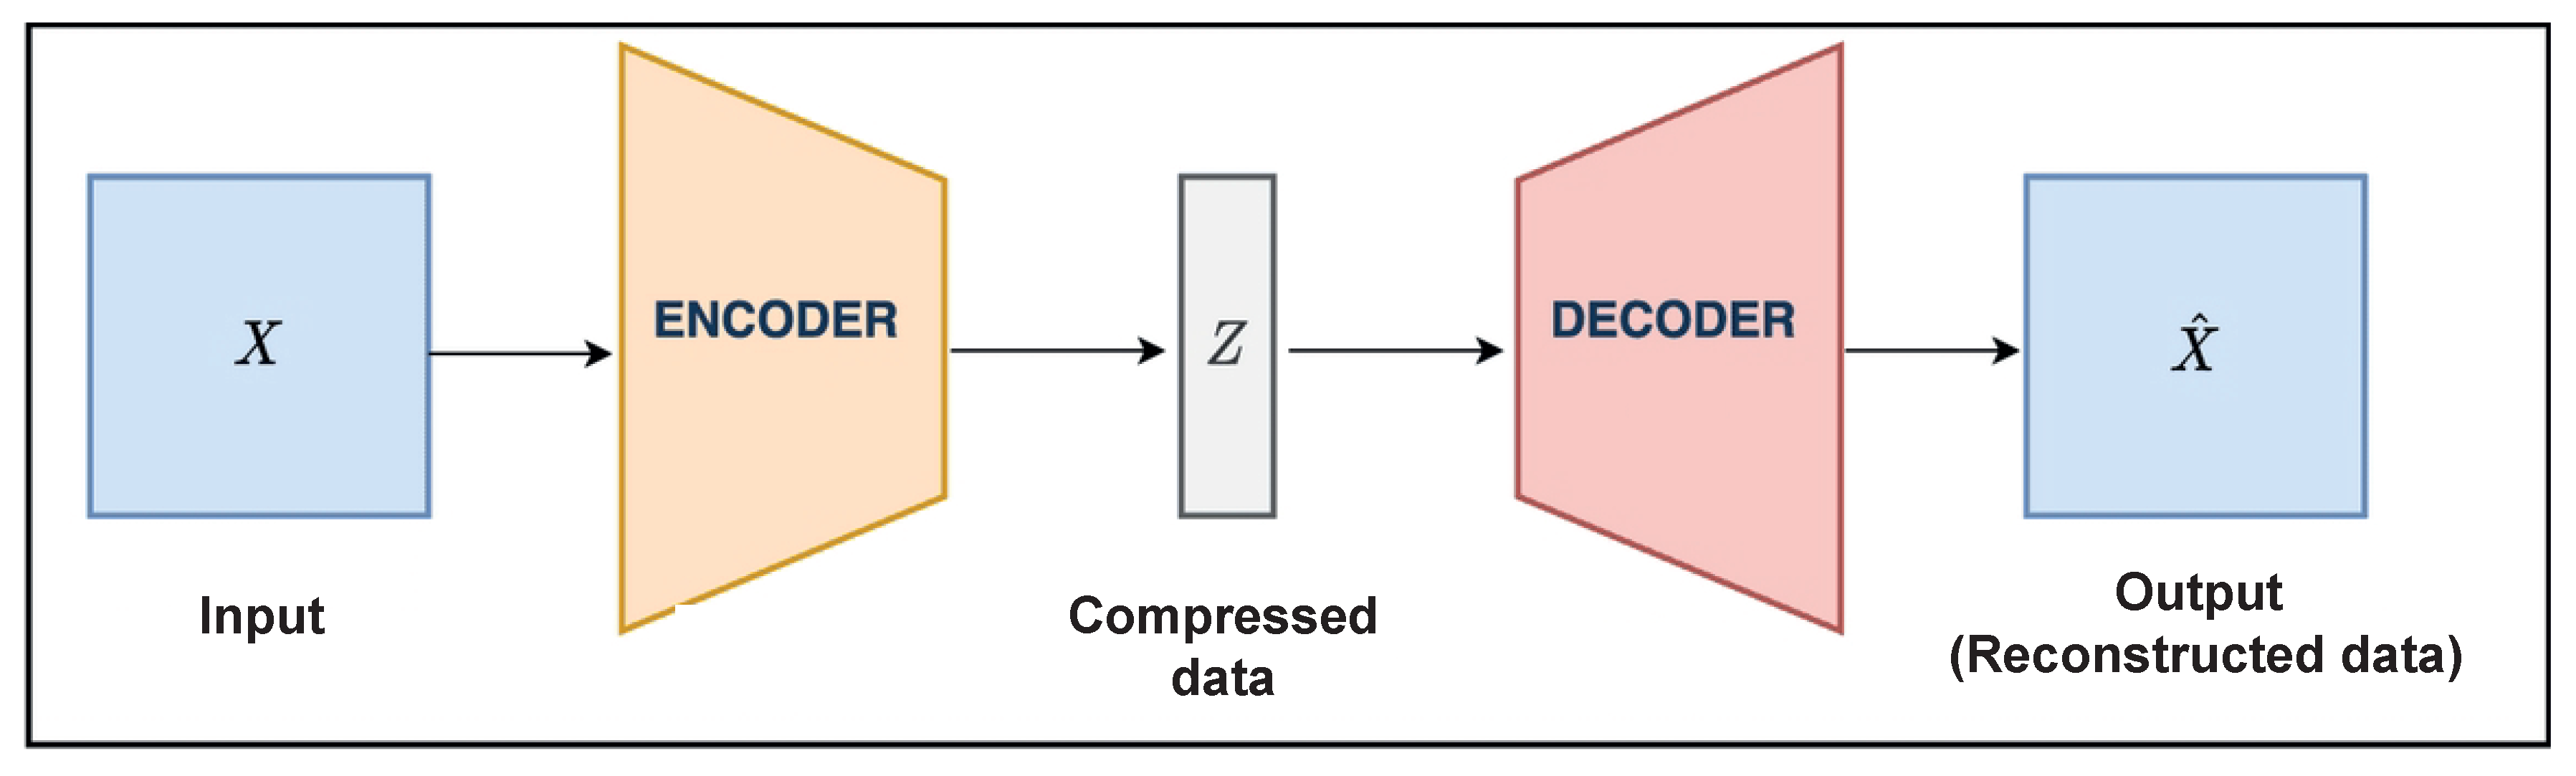 X
Input
ENCODER
Z
Compressed
data
DECODER
X̂
Output
(Reconstructed data)